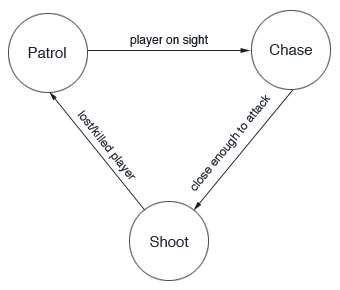 player on sight
Patrol
Chase
lost/killed player
close enough to attack
Shoot